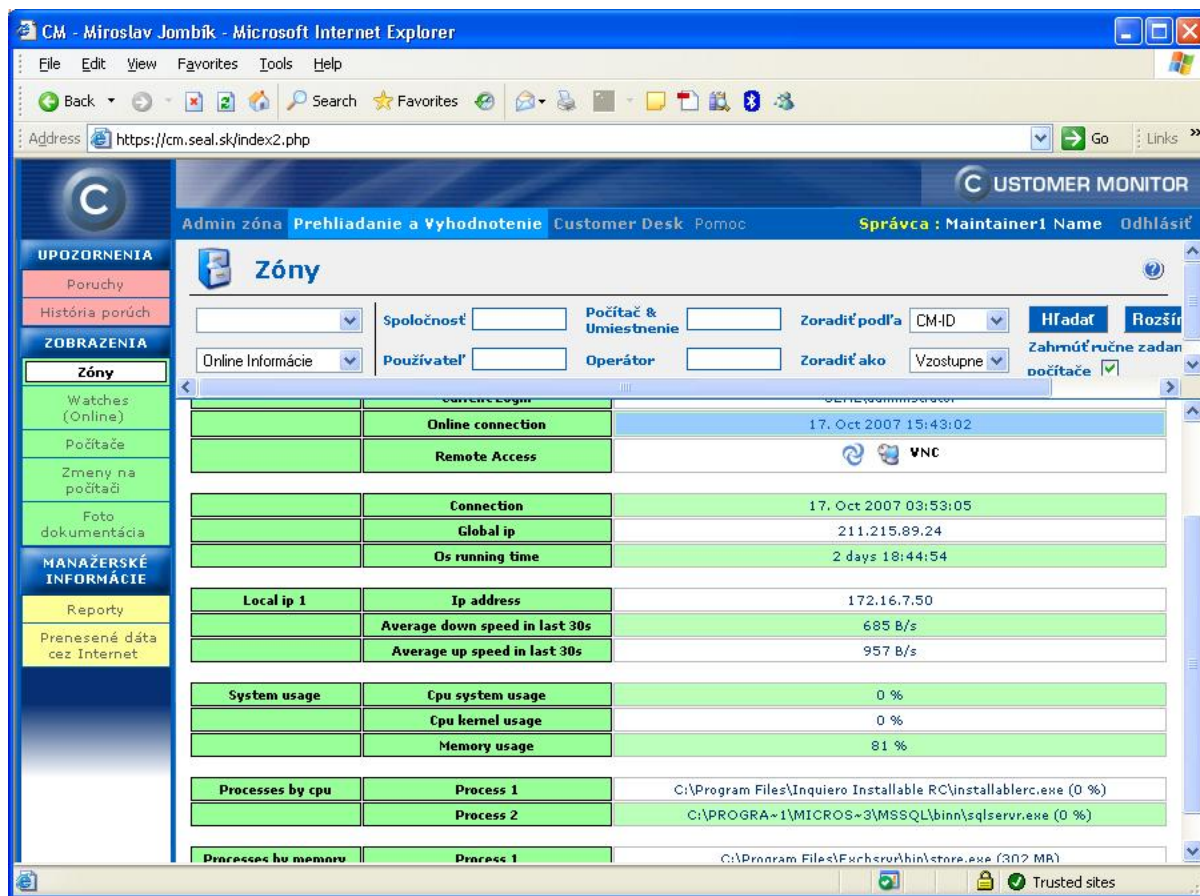 CM - Miroslav Jombík - Microsoft Internet Explorer
File Edit View Favorites Tools Help
Back Search Favorites
Address https://cm.seal.sk/index2.php Go Links »
C USTOMER MONITOR
Admin zóna Prehliadanie a Vyhodnotenie Customer Desk Pomoc Správca : Maintainer1 Name Odhlásiť
UPOZORNENIA
Poruchy
História porúch
ZOBRAZENIA
Zóny
Watches
(Online)
Počítače
Zmeny na
počítači
Foto
dokumentácia
MANAŽERSKÉ
INFORMÁCIE
Reporty
Prenesené dáta
cez Internet
Zóny
Spoločnosť Počítač &
Umiestnenie Zoradiť podľa CM-ID Hľadať Rozšír
Online Informácie Používateľ Operátor Zoradiť ako Vzostupne Zahrnúť ručne zadan
počítače
Current Login
Online connection 17. Oct 2007 15:43:02
Remote Access VNC
Connection 17. Oct 2007 03:53:05
Global ip 211.215.89.24
Os running time 2 days 18:44:54
Local ip 1 Ip address 172.16.7.50
Average down speed in last 30s 685 B/s
Average up speed in last 30s 957 B/s
System usage Cpu system usage 0 %
Cpu kernel usage 0 %
Memory usage 81 %
Processes by cpu Process 1 C:\Program Files\Inquiero Installable RC\installablerc.exe (0 %)
Process 2 C:\PROGRA~1\MICROS~3\MSSQL\binn\sqlservr.exe (0 %)
Processes by memory Process 1 C:\Program Files\Exchsrvr\bin\store.exe (302 MB)
Trusted sites